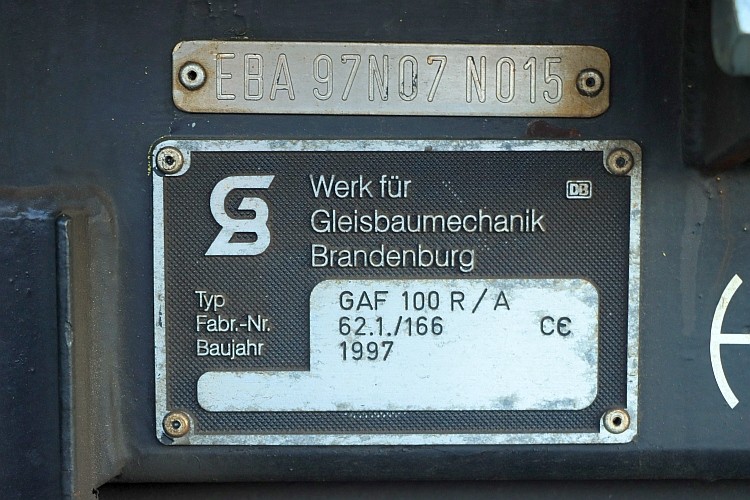 EBA 97N07 N015
GB
Werk für
DB
Gleisbaumechanik
Brandenburg
Typ GAF 100 R/A
Fabr.-Nr. 62.1./166 CE
Baujahr 1997